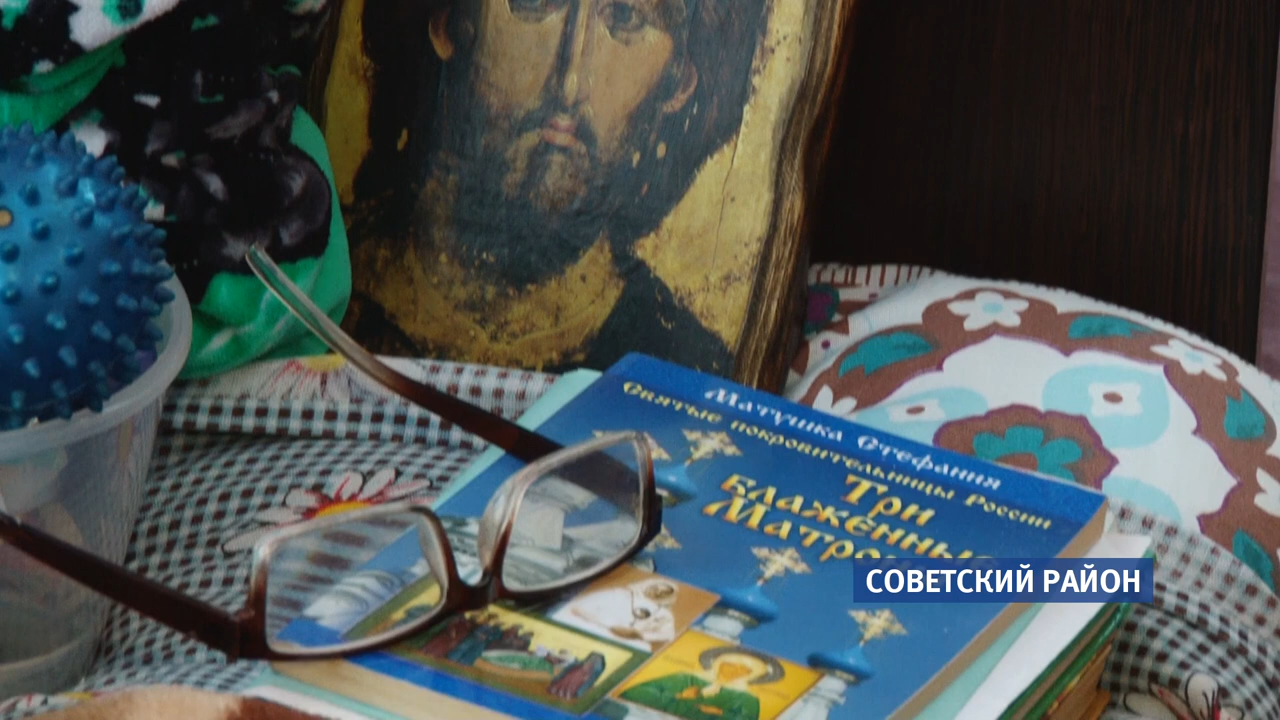 Матушка Стефания
Святые покровительницы России
Три
Блаженные
СОВЕТСКИЙ РАЙОН